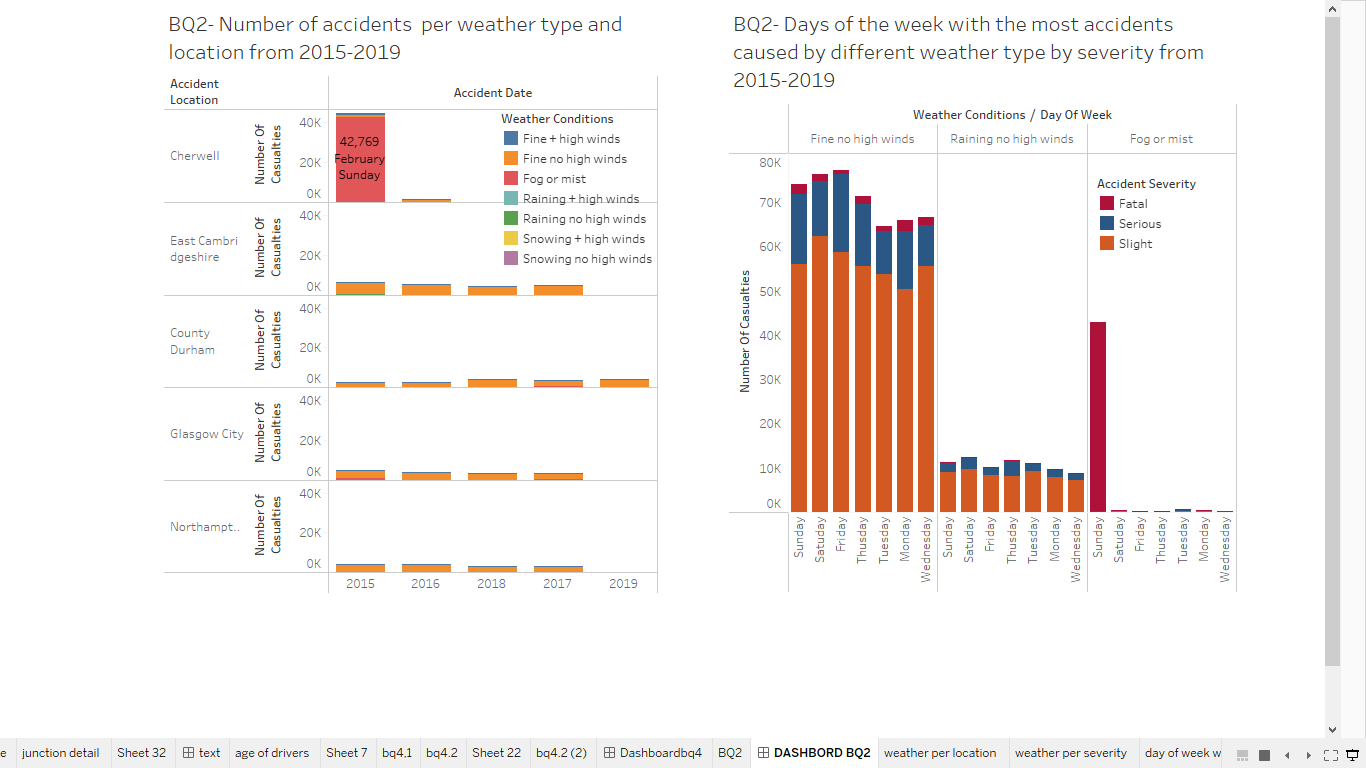 BQ2- Number of accidents per weather type and
location from 2015-2019
Accident
Location
Accident Date
Cherwell
Number Of
Casualties
40K
20K
0K
42,769
February
Sunday
Weather Conditions
Fine + high winds
Fine no high winds
Fog or mist
Raining + high winds
Raining no high winds
Snowing + high winds
Snowing no high winds
East Cambri
dgeshire
Number Of
Casualties
40K
20K
0K
County
Durham
Number Of
Casualties
40K
20K
0K
Glasgow City
Number Of
Casualties
40K
20K
0K
Northampt..
Number Of
Casualties
40K
20K
0K
2015 2016 2018 2017 2019
BQ2- Days of the week with the most accidents
caused by different weather type by severity from
2015-2019
Weather Conditions / Day Of Week
Fine no high winds Raining no high winds Fog or mist
Number Of Casualties
80K
70K
60K
50K
40K
30K
20K
10K
0K
Accident Severity
Fatal
Serious
Slight
Sunday Satuday Friday Thusday Tuesday Monday Wednesday Sunday Satuday Friday Thusday Tuesday Monday Wednesday Sunday Satuday Friday Thusday Tuesday Monday Wednesday
e junction detail Sheet 32 text age of drivers Sheet 7 bq4.1 bq4.2 Sheet 22 bq4.2 (2) Dashboardbq4 BQ2 DASHBORD BQ2 weather per location weather per severity day of week w